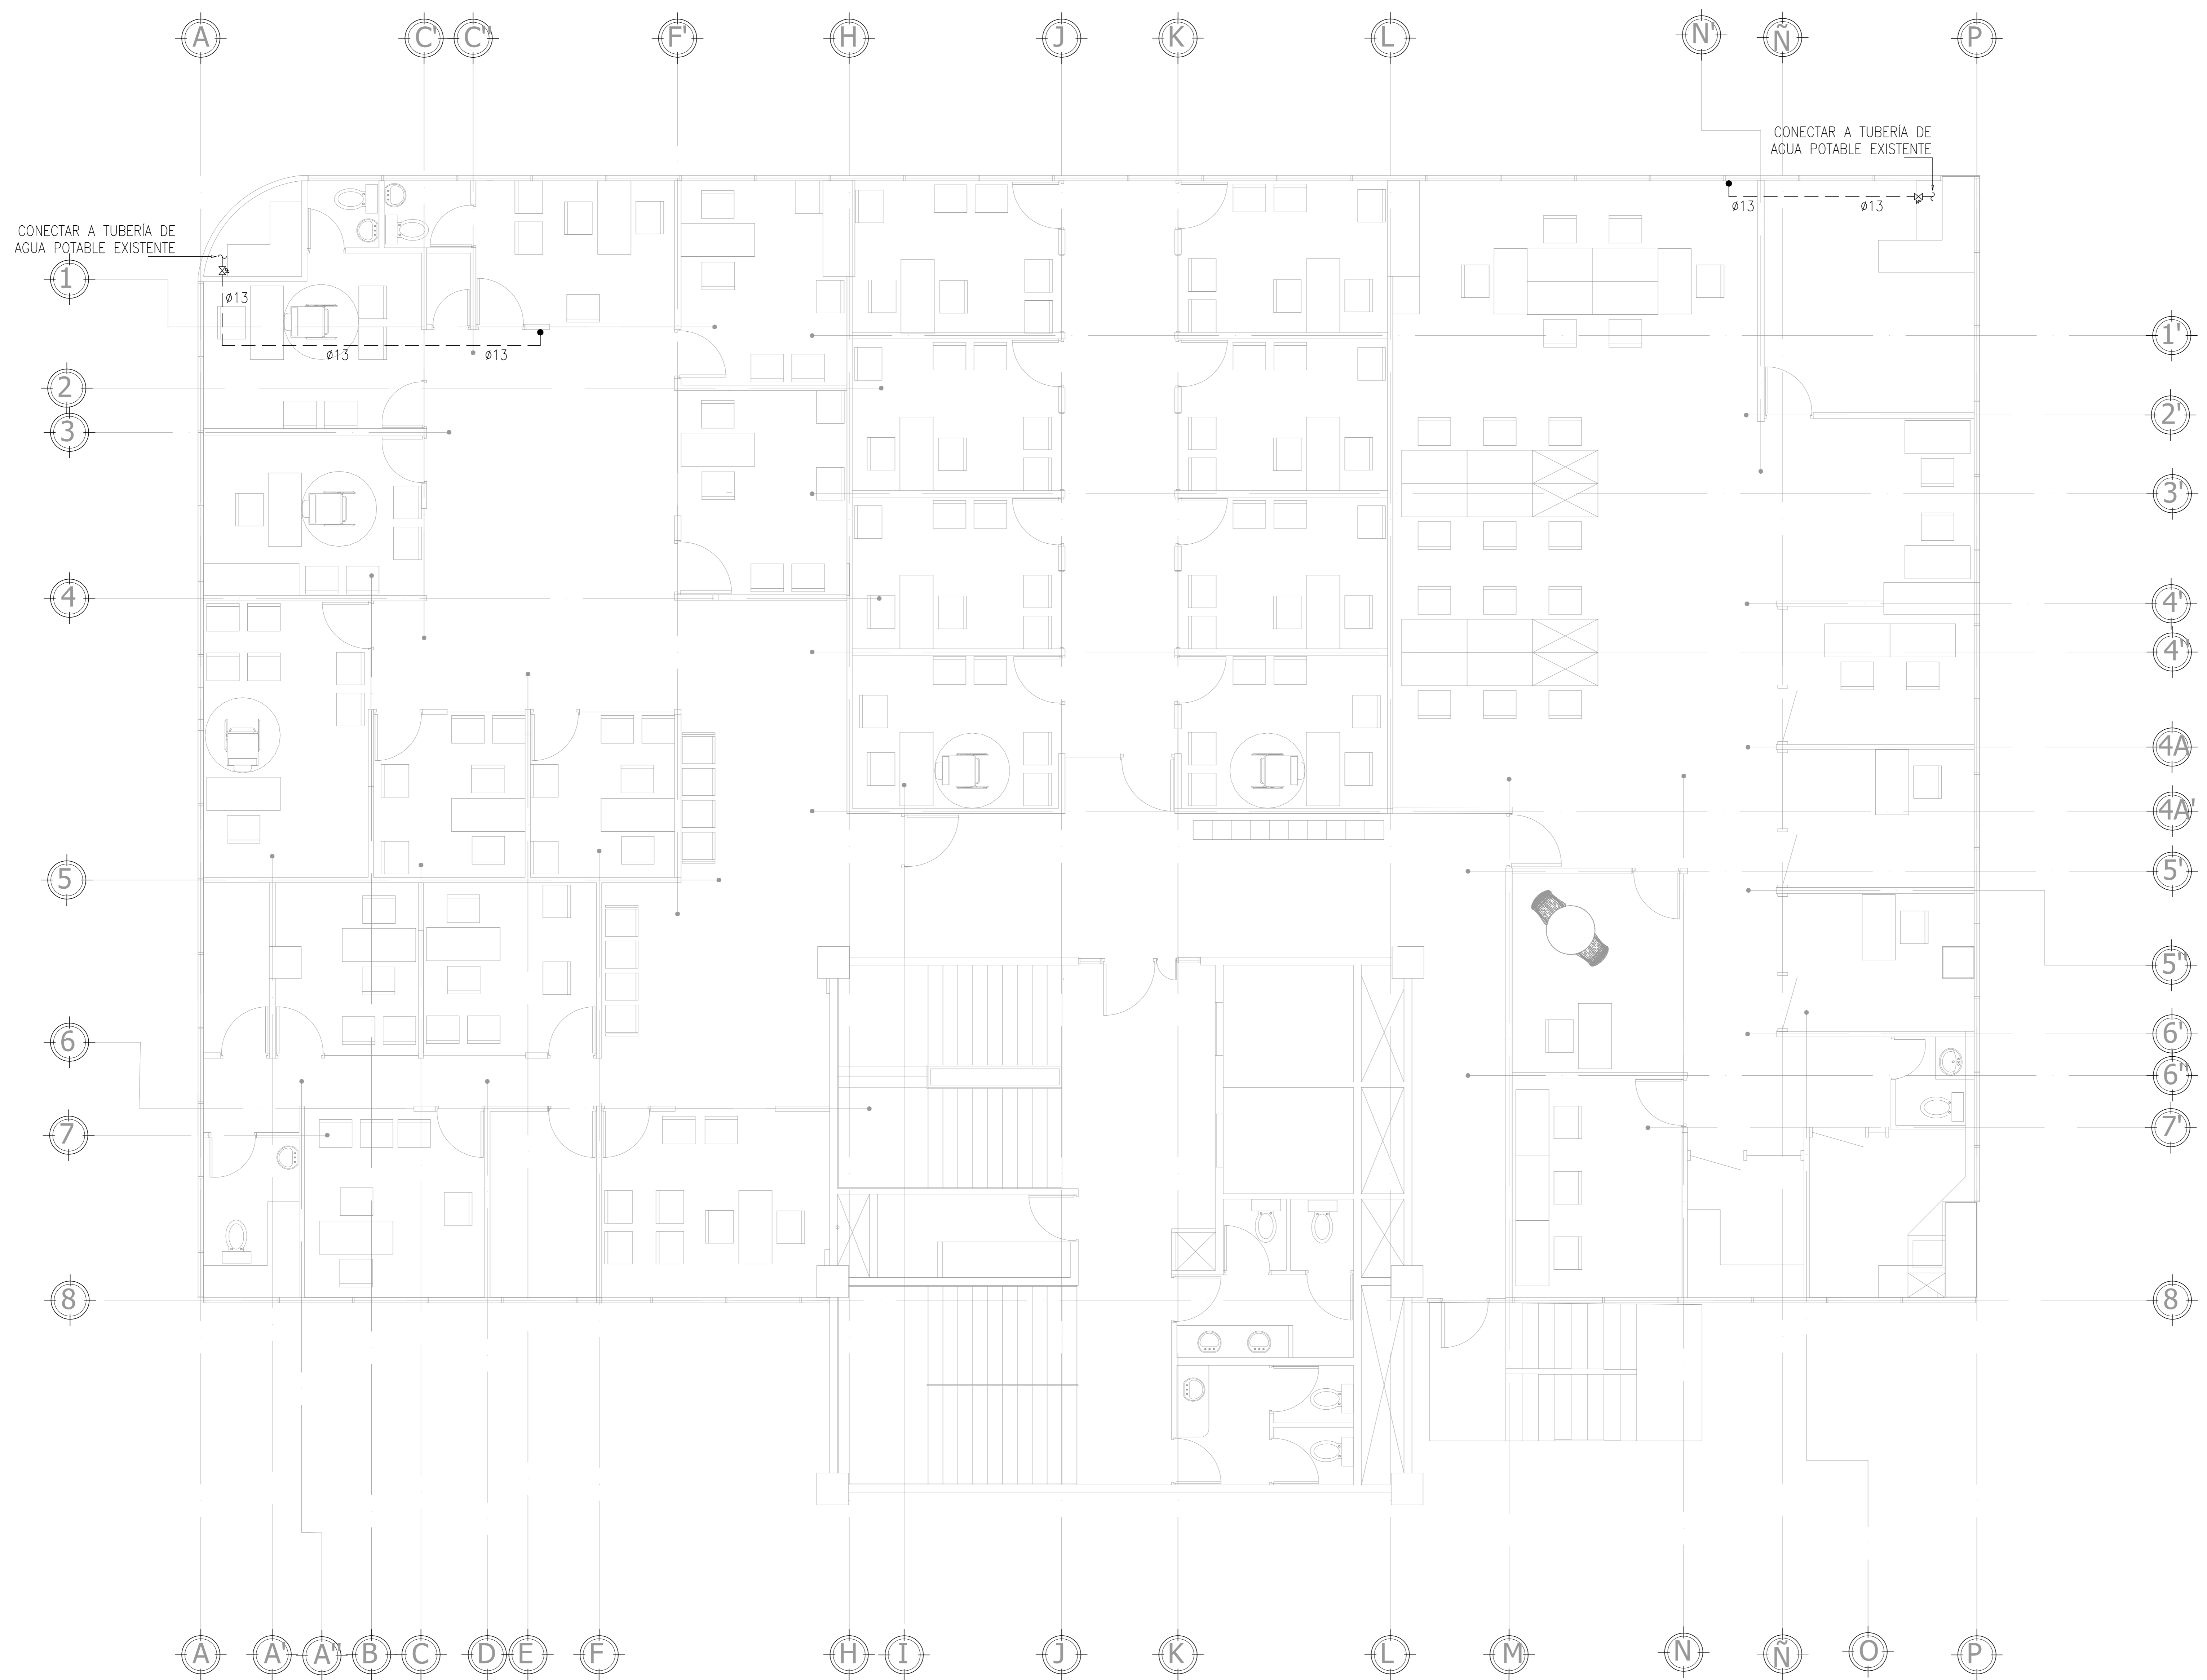 A
C'
C"
F'
H
J
K
L
N'
Ñ
P
CONECTAR A TUBERÍA DE
AGUA POTABLE EXISTENTE
ø13
ø13
CONECTAR A TUBERÍA DE
AGUA POTABLE EXISTENTE
1
ø13
ø13
ø13
1'
2
2'
3
3'
4
4'
4"
4A
4A'
5'
5
5"
6'
6
6"
7'
7
8
8
A
A'
A"
B
C
D
E
F
H
I
J
K
L
M
N
Ñ
O
P